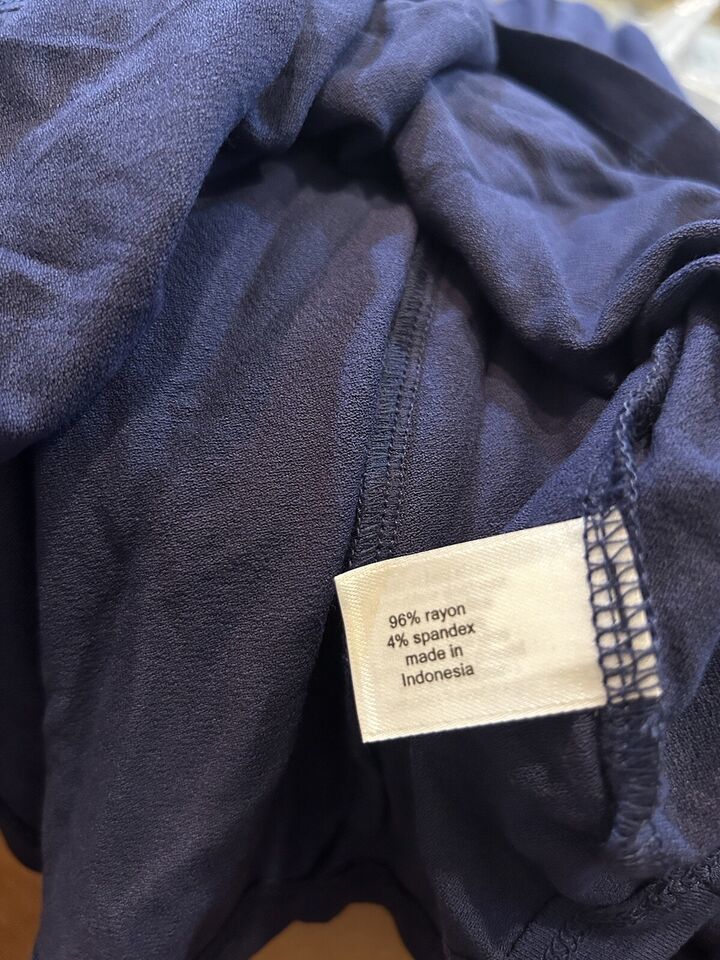 96% rayon
4% spandex
made in
Indonesia